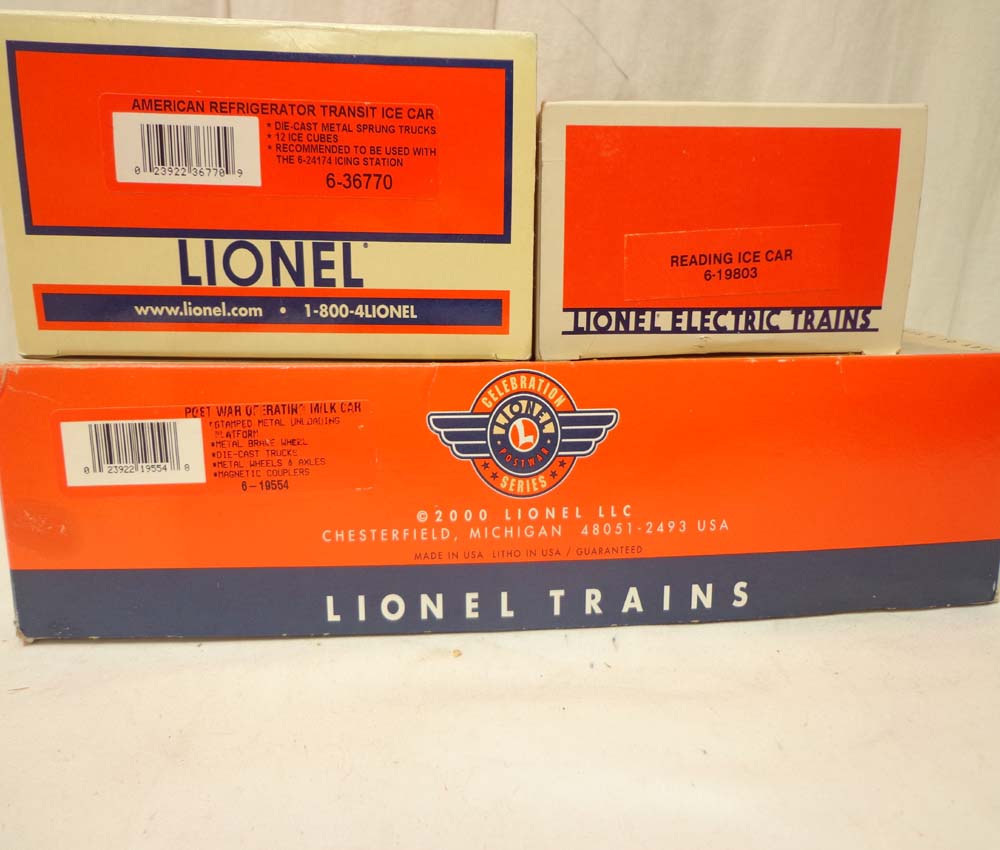 AMERICAN REFRIGERATOR TRANSIT ICE CAR
* DIE-CAST METAL SPRUNG TRUCKS
* 12 ICE CUBES
* RECOMMENDED TO BE USED WITH
THE 6-24174 ICING STATION
0 23922 36770 9
6-36770
LIONEL®
www.lionel.com • 1-800-4LIONEL
READING ICE CAR
6-19803
LIONEL ELECTRIC TRAINS
POST WAR OPERATING MILK CAR
*STAMPED METAL UNLOADING
PLATFORM
*METAL BRAKE WHEEL
*DIE-CAST TRUCKS
*METAL WHEELS & AXLES
*MAGNETIC COUPLERS
6-19554
0 23922 19554 8
CELEBRATION
LIONEL
L
POSTWAR
SERIES
©2000 LIONEL LLC
CHESTERFIELD, MICHIGAN 48051-2493 USA
MADE IN USA LITHO IN USA / GUARANTEED
LIONEL TRAINS